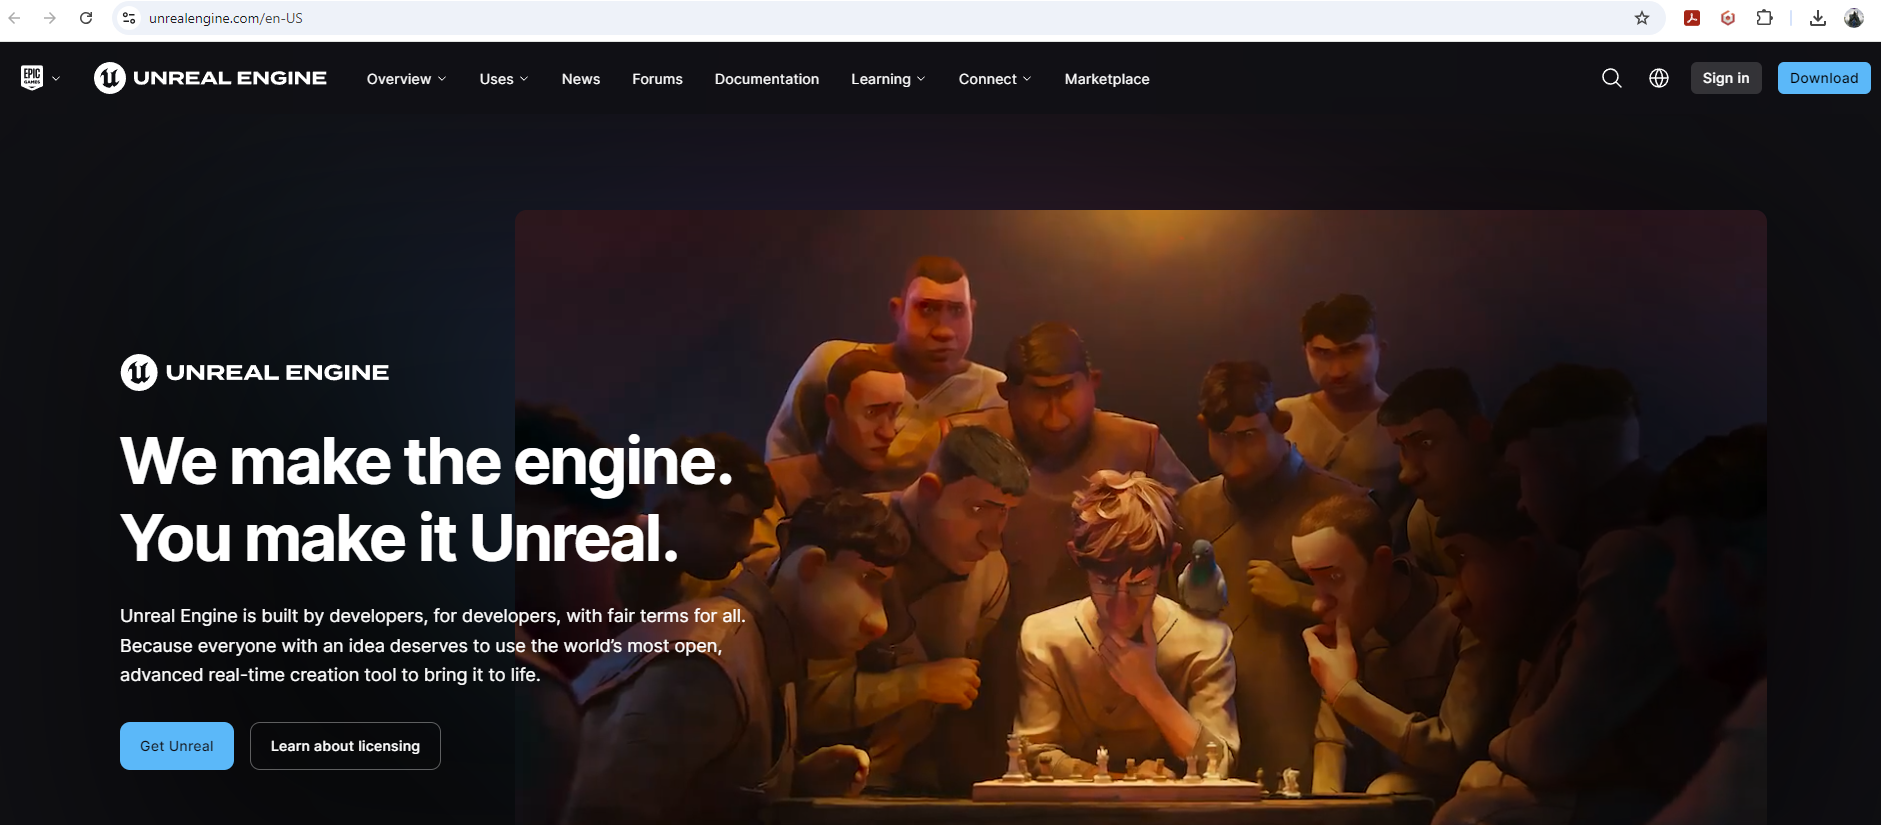 unrealengine.com/en-US
EPIC GAMES
UNREAL ENGINE
Overview
Uses
News
Forums
Documentation
Learning
Connect
Marketplace
Sign in
Download
UNREAL ENGINE
We make the engine.
You make it Unreal.
Unreal Engine is built by developers, for developers, with fair terms for all.
Because everyone with an idea deserves to use the world’s most open,
advanced real-time creation tool to bring it to life.
Get Unreal
Learn about licensing